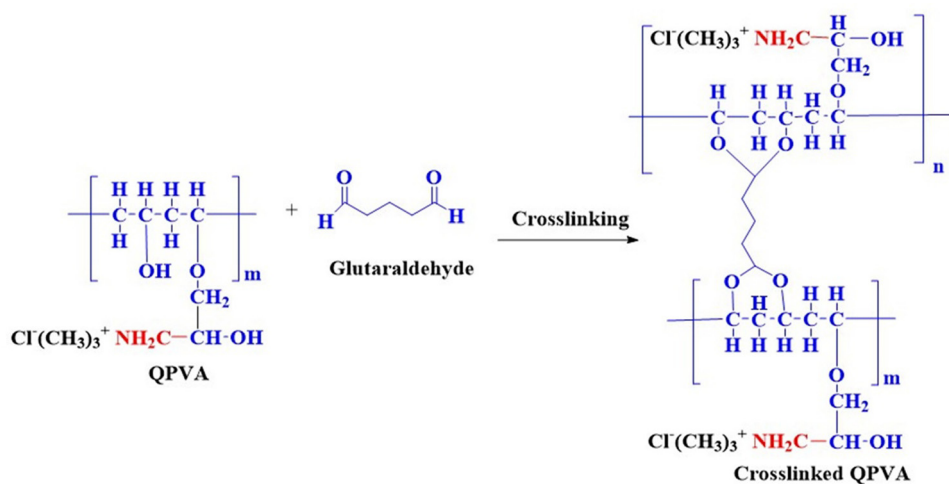 Cl⁻(CH₃)₃⁺ NH₂C–C–OH
H
CH₂
O
H H H H H
C C C C C
H H H
O O
n
O O
H H H H
C C C C
H H OH
O
m
CH₂
Cl⁻(CH₃)₃⁺ NH₂C–CH–OH
QPVA
+
O O
H H
Glutaraldehyde
Crosslinking
O O
H H H
C C C C C
H H H H
m
O
CH₂
Cl⁻(CH₃)₃⁺ NH₂C–CH–OH
Crosslinked QPVA